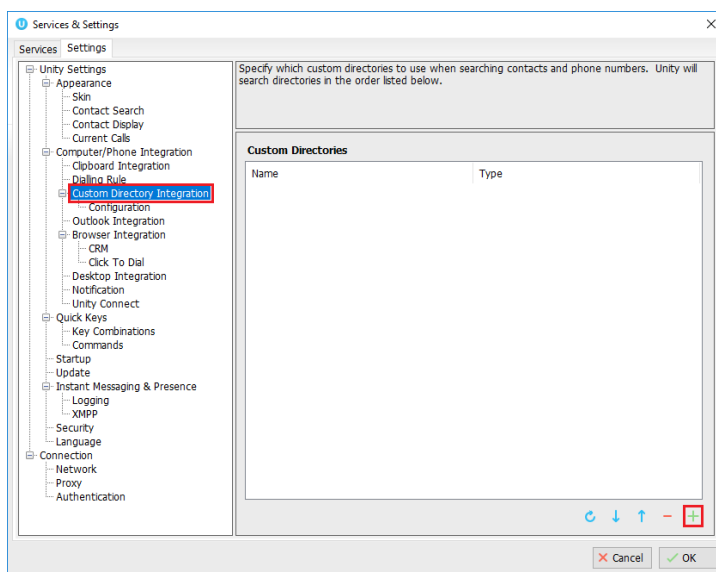 Services & Settings
Services Settings
Unity Settings
Appearance
Skin
Contact Search
Contact Display
Current Calls
Computer/Phone Integration
Clipboard Integration
Dialling Rule
Custom Directory Integration
Configuration
Outlook Integration
Browser Integration
CRM
Click To Dial
Desktop Integration
Notification
Unity Connect
Quick Keys
Key Combinations
Commands
Startup
Update
Instant Messaging & Presence
Logging
XMPP
Security
Language
Connection
Network
Proxy
Authentication
Specify which custom directories to use when searching contacts and phone numbers. Unity will
search directories in the order listed below.
Custom Directories
Name Type
Cancel OK